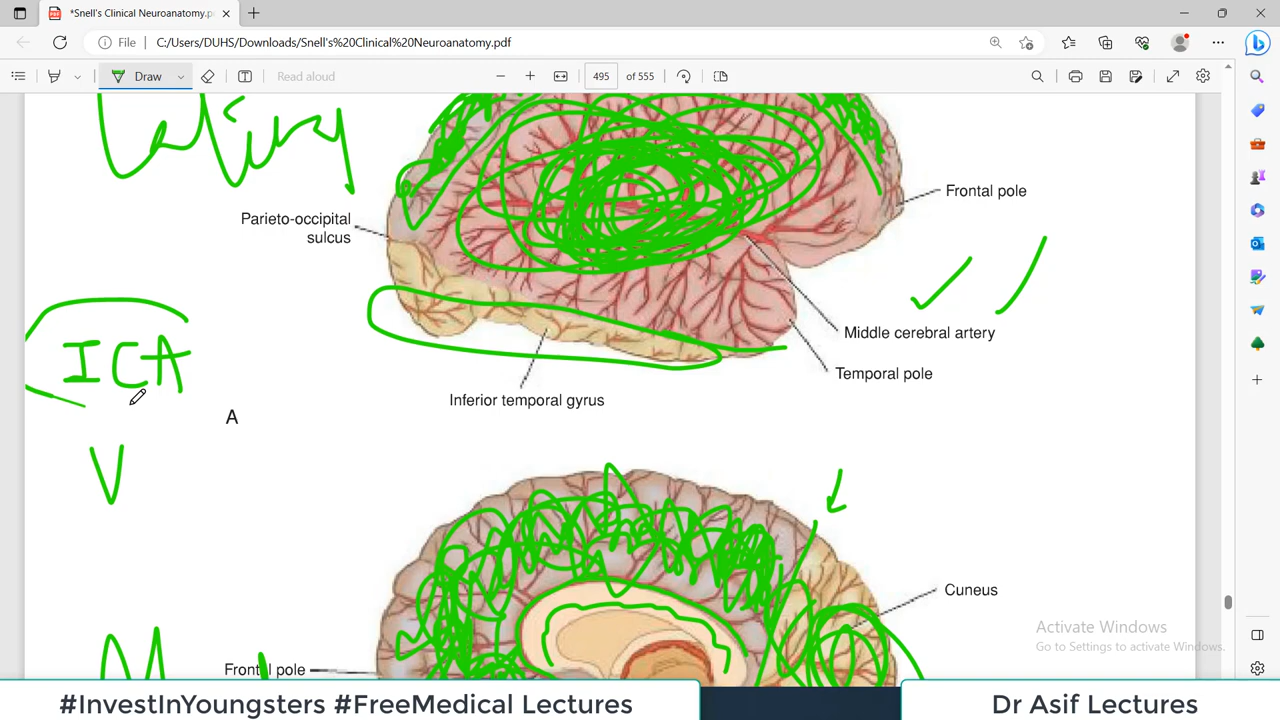 *Snell's Clinical Neuroanatomy.p
File C:/Users/DUHS/Downloads/Snell's%20Clinical%20Neuroanatomy.pdf
Draw Read aloud 495 of 555
Frontal pole
Parieto-occipital
sulcus
Middle cerebral artery
Temporal pole
ICA
Inferior temporal gyrus
A
V
Cuneus
Activate Windows
Go to Settings to activate Windows.
Frontal pole
#InvestInYoungsters #FreeMedical Lectures
Dr Asif Lectures